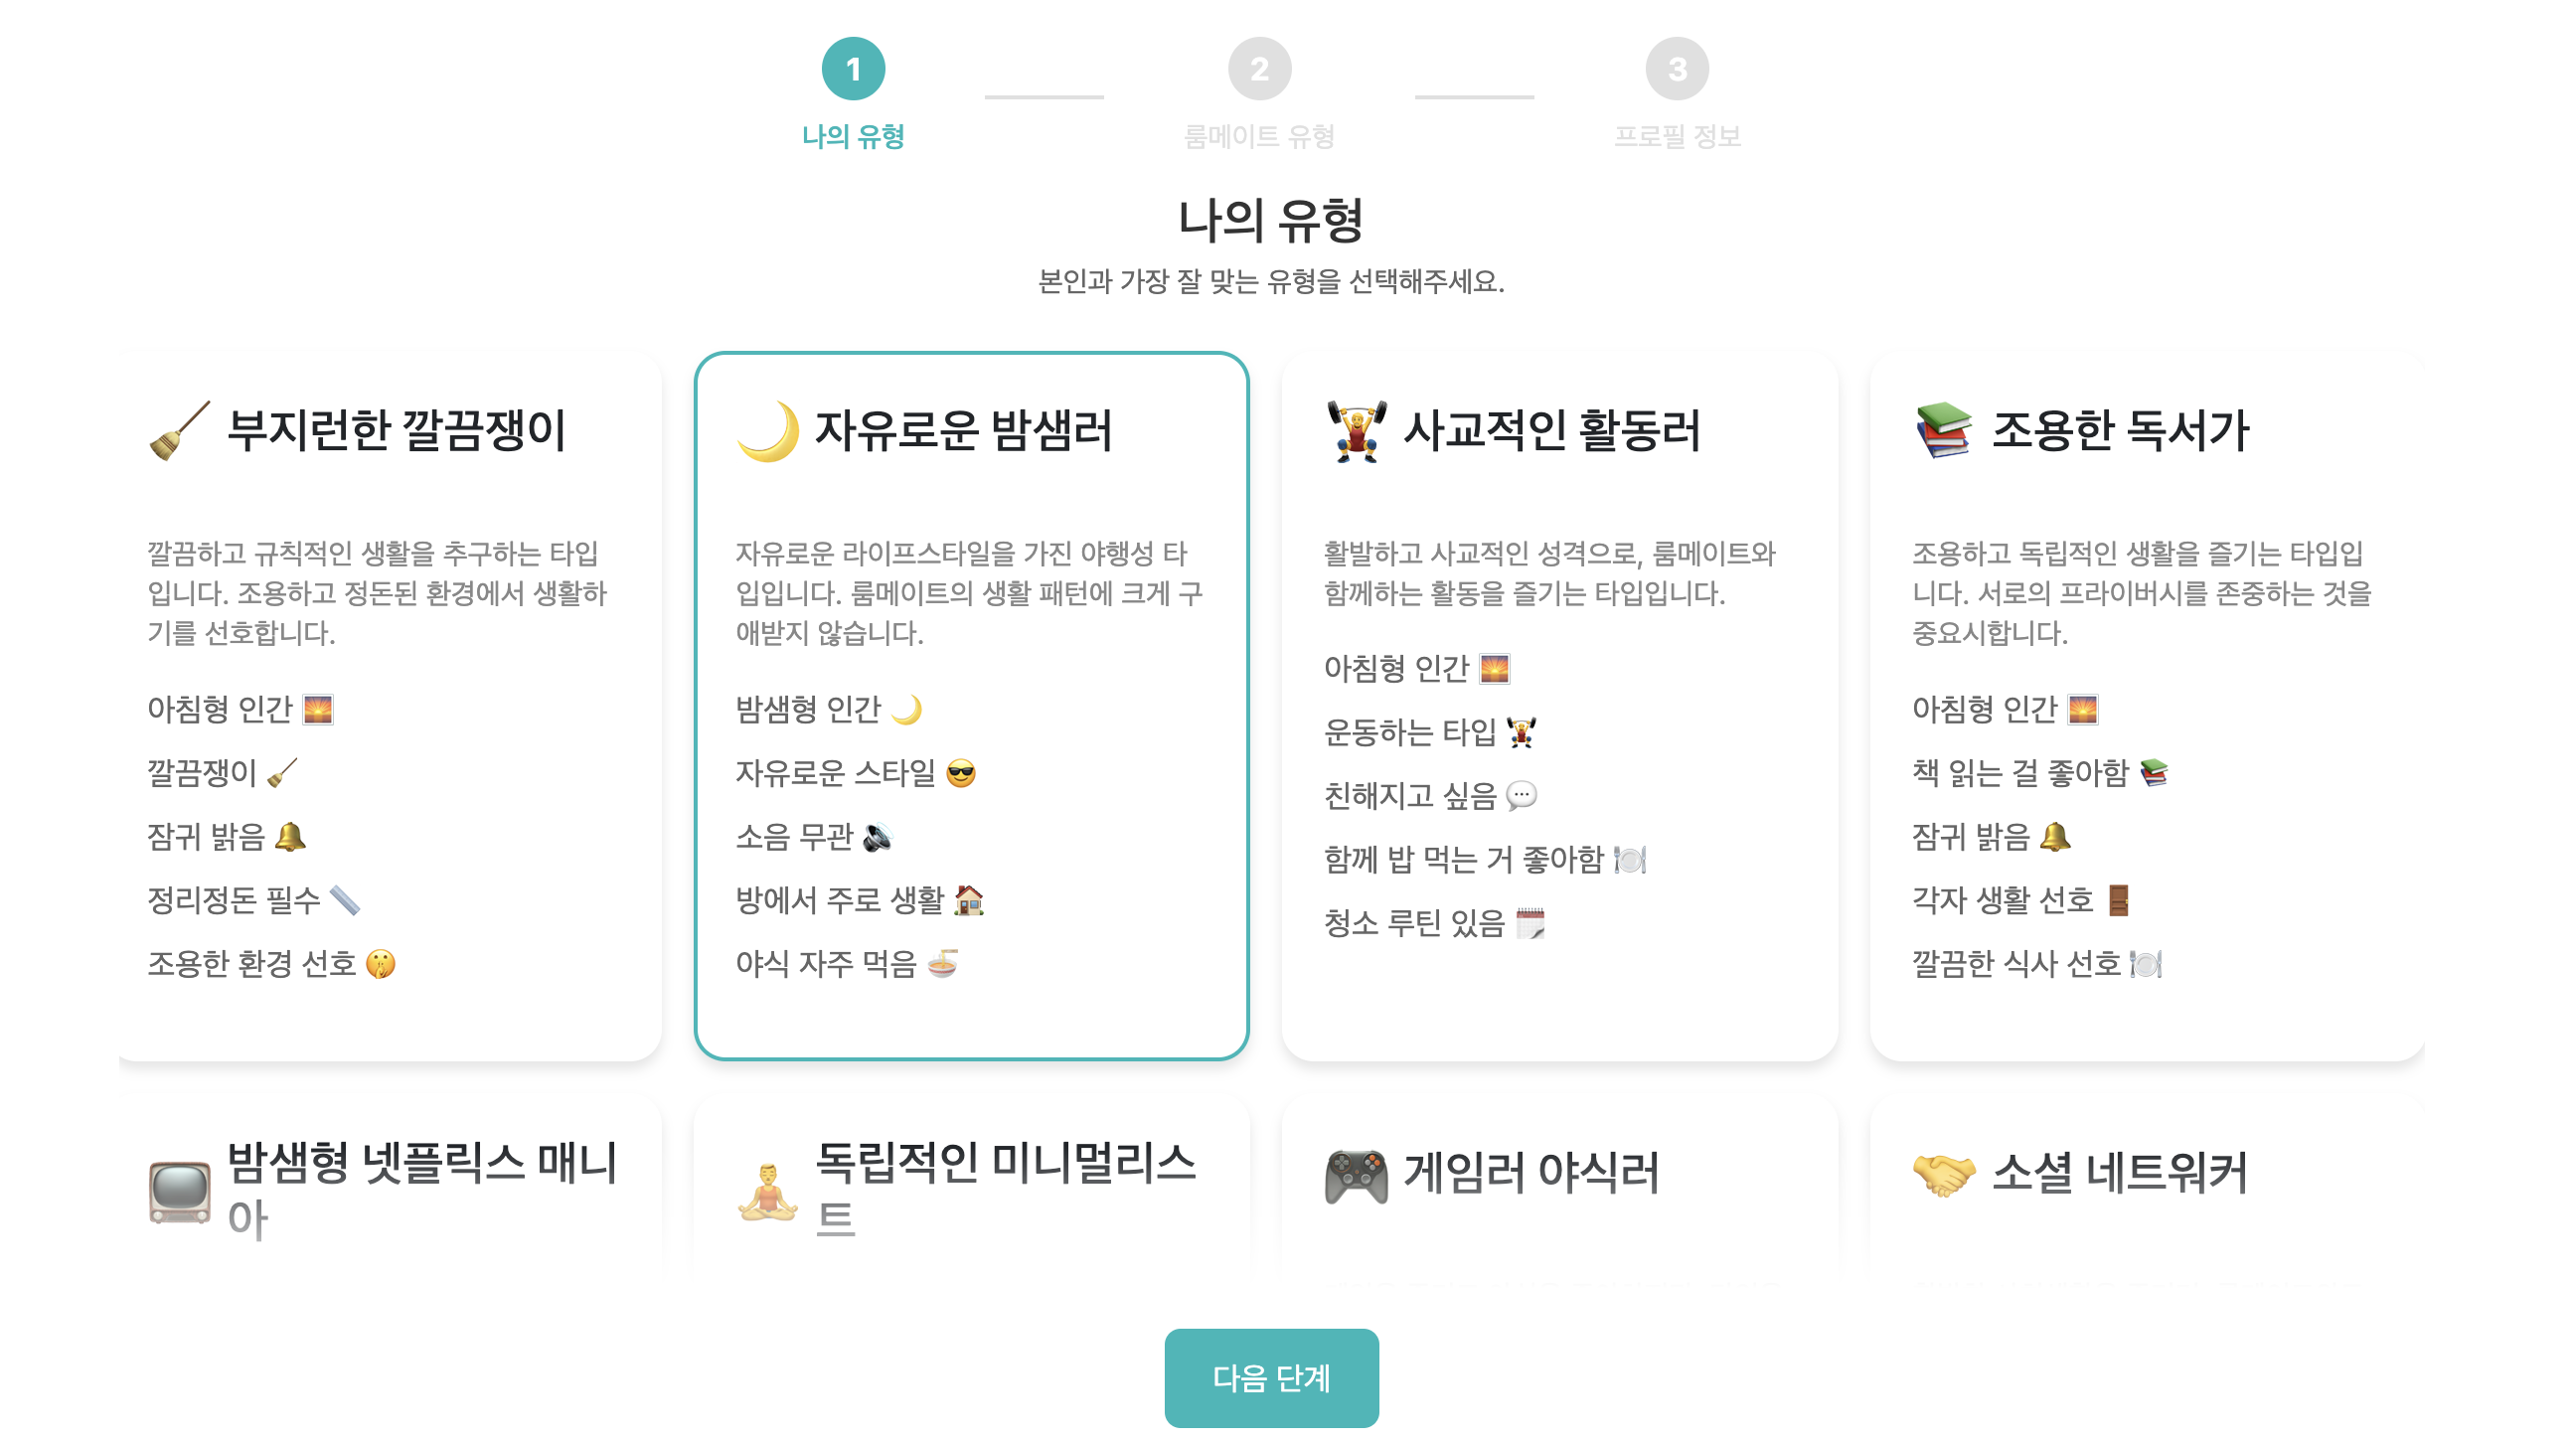 1
2
3
나의 유형
룸메이트 유형
프로필 정보
나의 유형
본인과 가장 잘 맞는 유형을 선택해주세요.
부지런한 깔끔쟁이
깔끔하고 규칙적인 생활을 추구하는 타입
입니다. 조용하고 정돈된 환경에서 생활하
기를 선호합니다.
아침형 인간 🌅
깔끔쟁이 🧹
잠귀 밝음 🔔
정리정돈 필수 📏
조용한 환경 선호 🤫
자유로운 밤샘러
자유로운 라이프스타일을 가진 야행성 타
입입니다. 룸메이트의 생활 패턴에 크게 구
애받지 않습니다.
밤샘형 인간 🌙
자유로운 스타일 😎
소음 무관 🔊
방에서 주로 생활 🏠
야식 자주 먹음 🍜
사교적인 활동러
활발하고 사교적인 성격으로, 룸메이트와
함께하는 활동을 즐기는 타입입니다.
아침형 인간 🌅
운동하는 타입 🏋️
친해지고 싶음 💬
함께 밥 먹는 거 좋아함 🍽️
청소 루틴 있음 🗓️
조용한 독서가
조용하고 독립적인 생활을 즐기는 타입입
니다. 서로의 프라이버시를 존중하는 것을
중요시합니다.
아침형 인간 🌅
책 읽는 걸 좋아함 📚
잠귀 밝음 🔔
각자 생활 선호 🚪
깔끔한 식사 선호 🍽️
밤샘형 넷플릭스 매니
아
독립적인 미니멀리스
트
게임러 야식러
소셜 네트워커
다음 단계